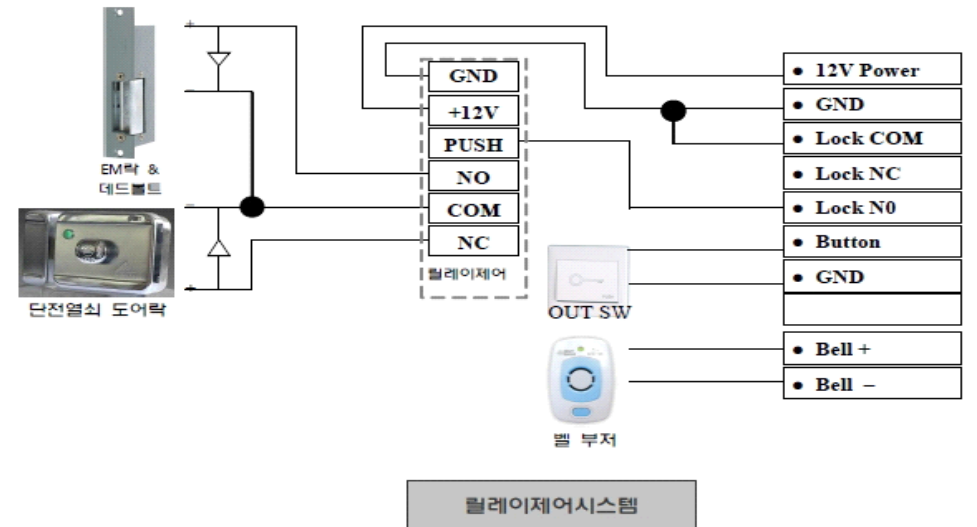 EM락 &
데드볼트
단전열쇠 도어락
GND
+12V
PUSH
NO
COM
NC
릴레이제어
OUT SW
벨 부저
● 12V Power
● GND
● Lock COM
Lock NC
● Lock N0
● Button
● GND
● Bell +
● Bell –
릴레이제어시스템